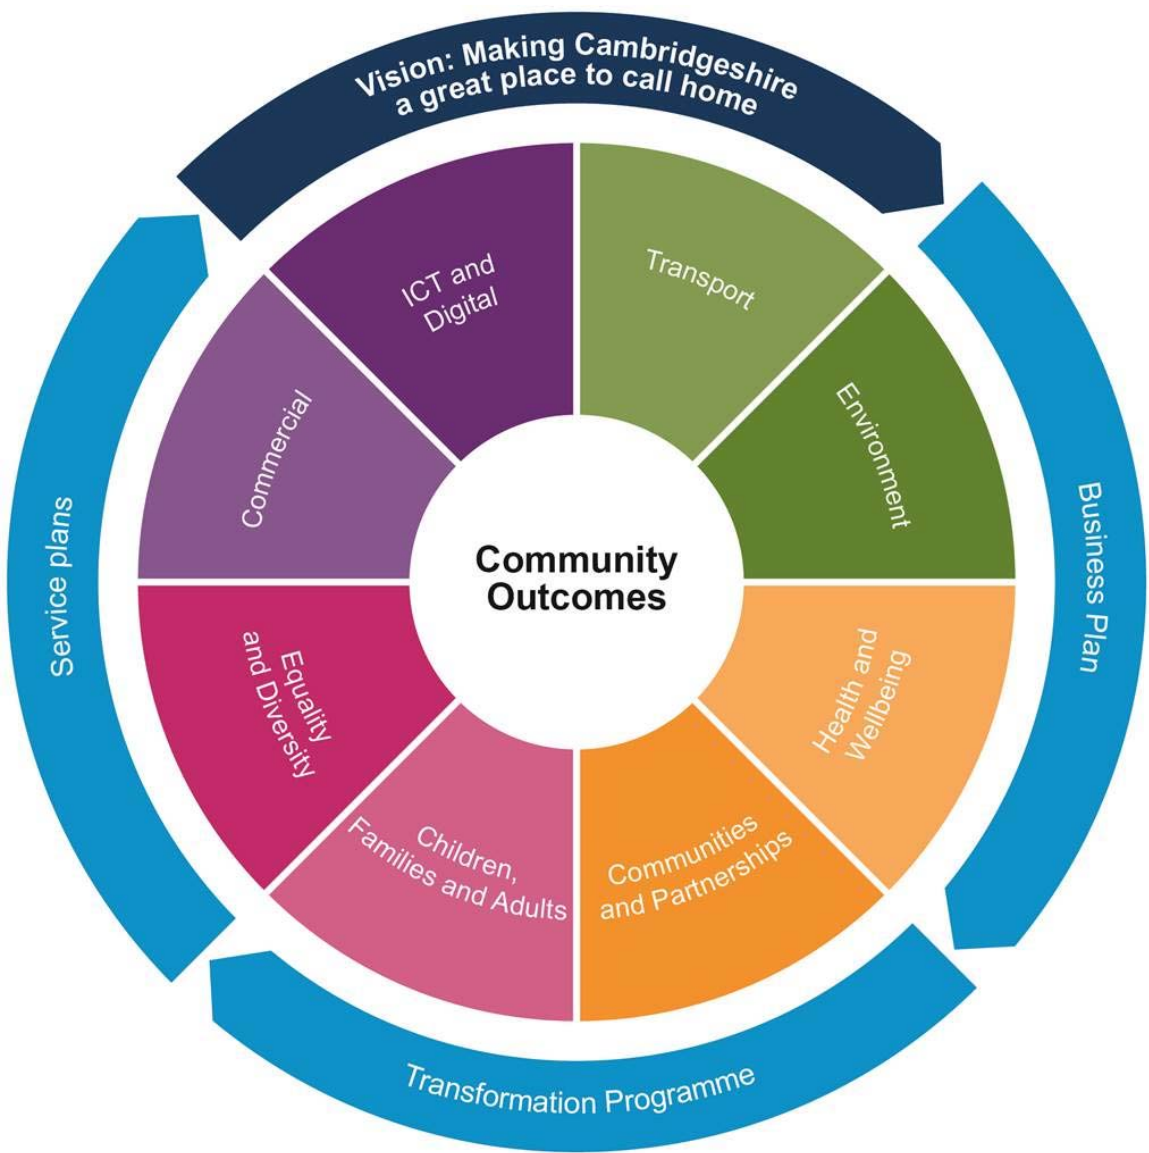 Vision: Making Cambridgeshire
a great place to call home
ICT and
Digital
Transport
Environment
Commercial
Business Plan
Service plans
Community
Outcomes
Health and
Wellbeing
Equality
and Diversity
Children,
Families and Adults
Communities
and Partnerships
Transformation Programme